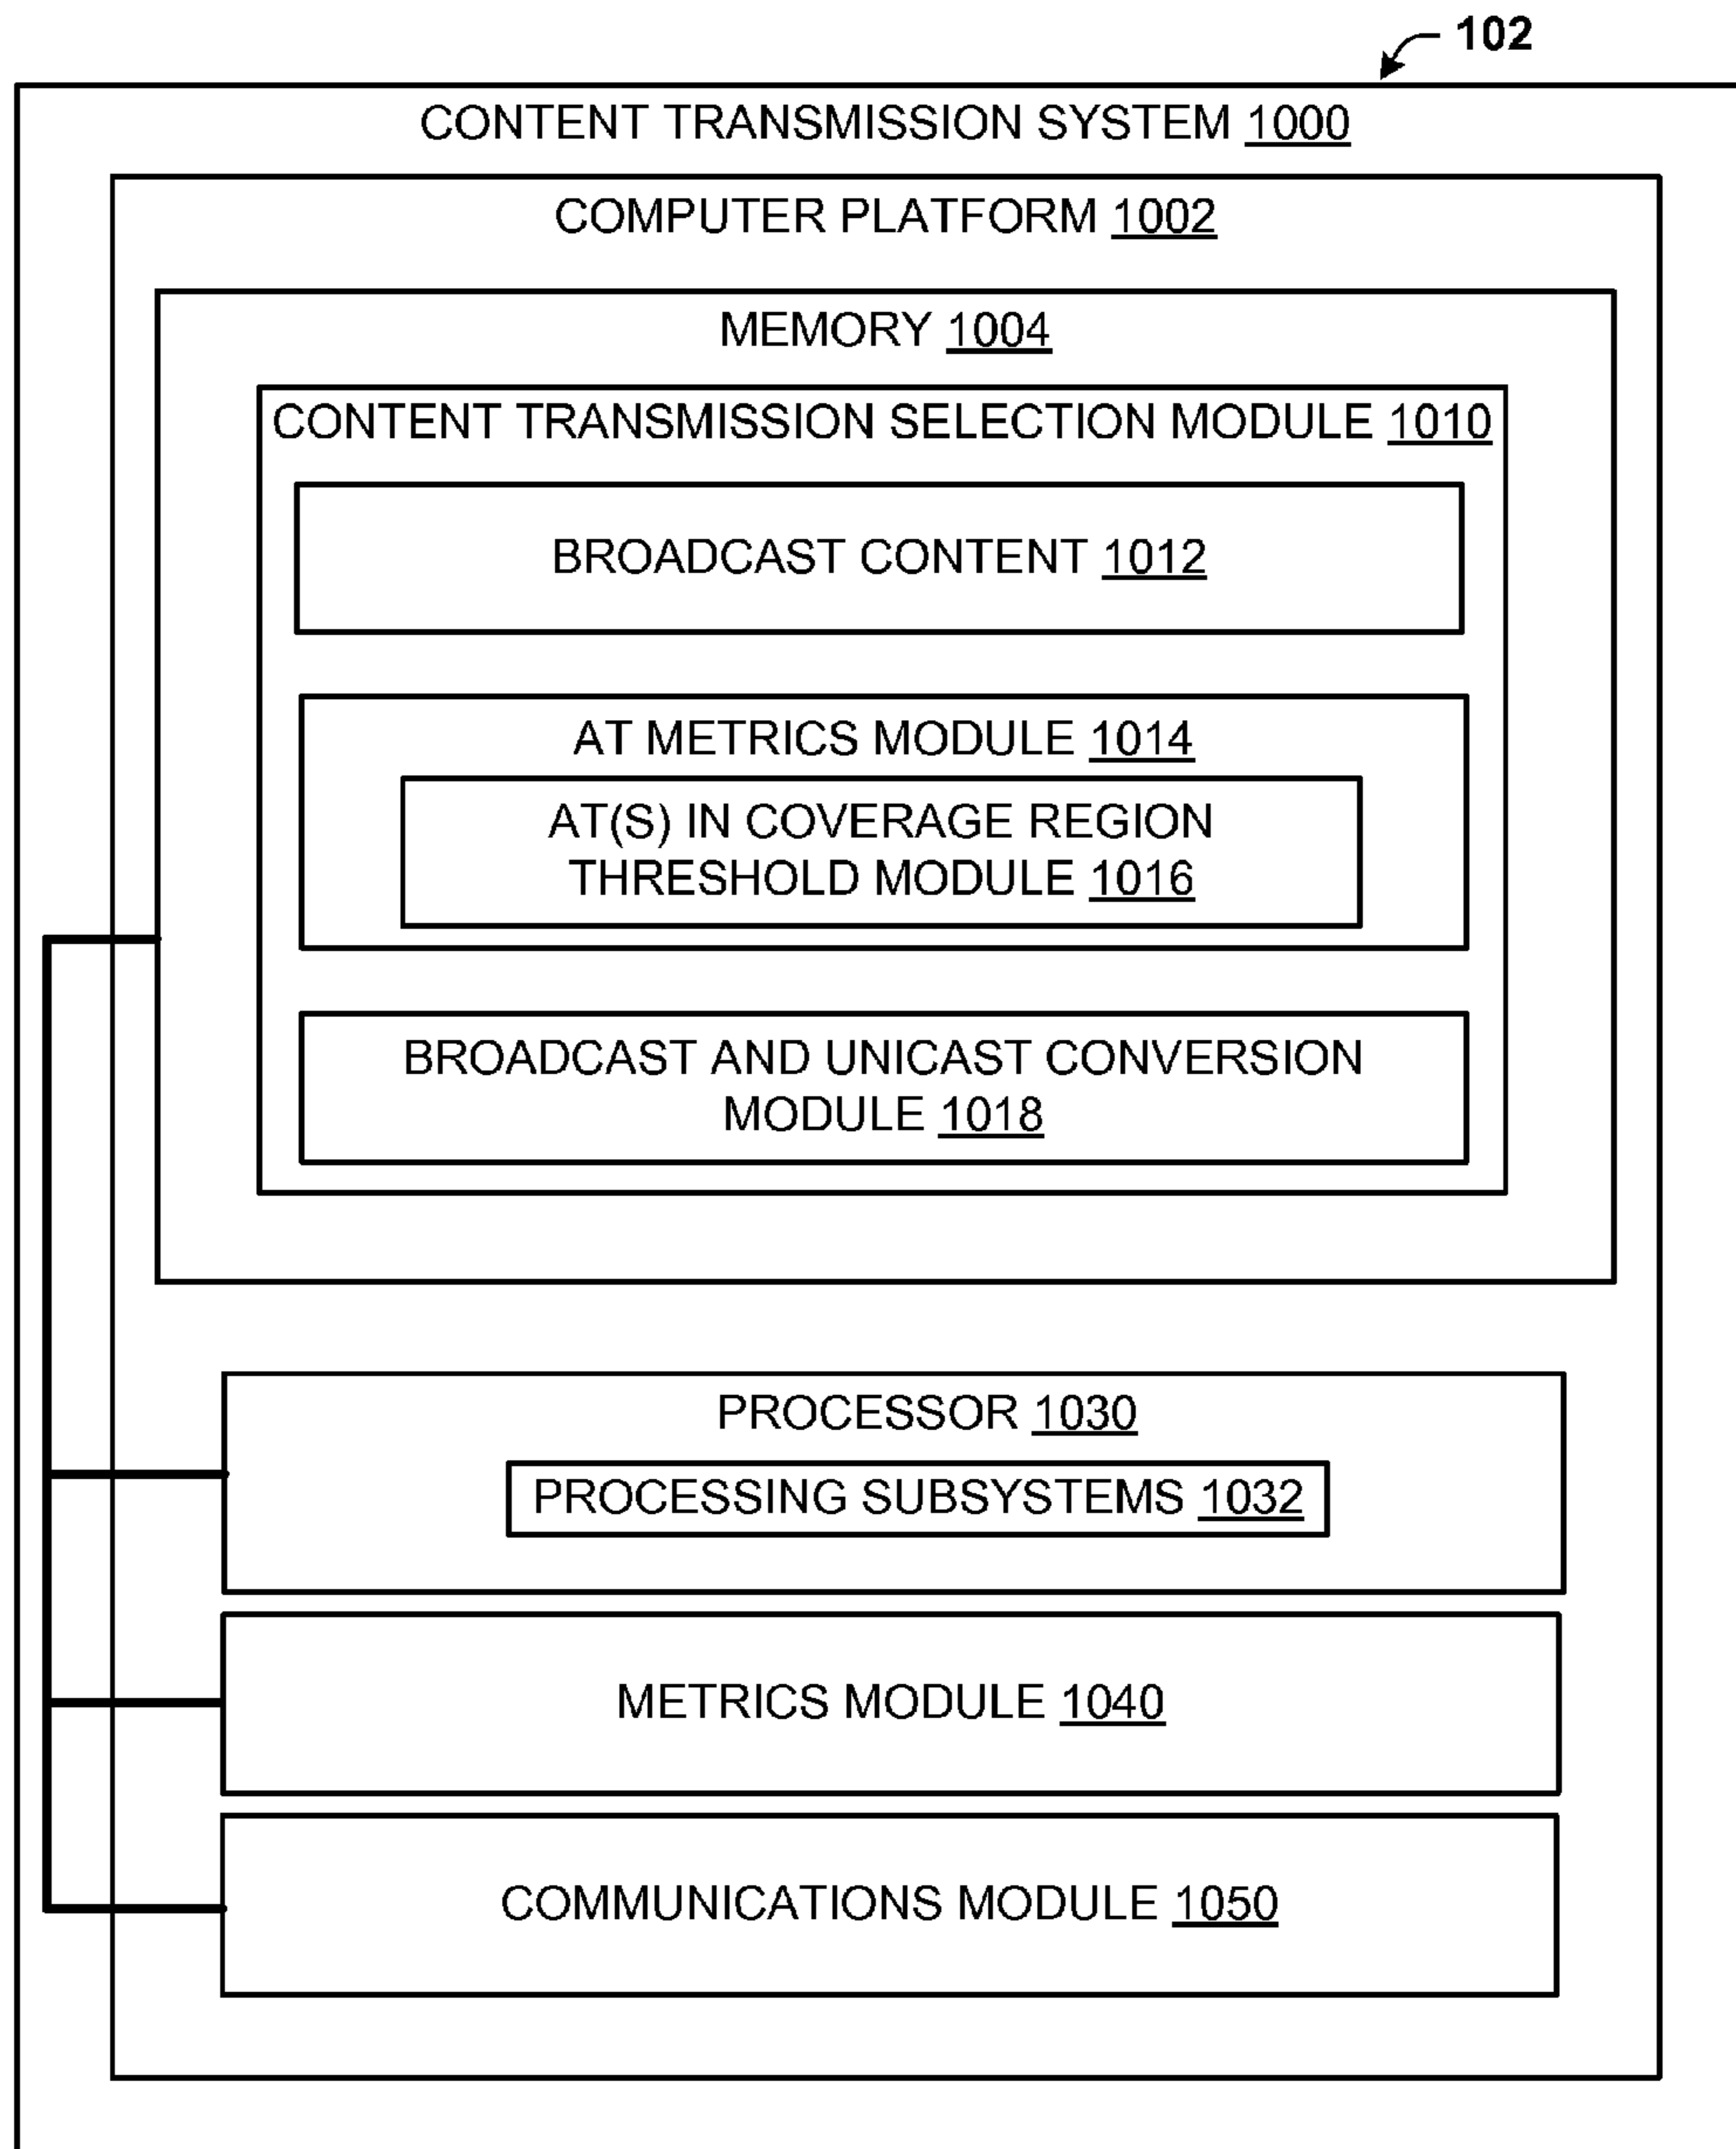 102
CONTENT TRANSMISSION SYSTEM 1000
COMPUTER PLATFORM 1002
MEMORY 1004
CONTENT TRANSMISSION SELECTION MODULE 1010
BROADCAST CONTENT 1012
AT METRICS MODULE 1014
AT(S) IN COVERAGE REGION
THRESHOLD MODULE 1016
BROADCAST AND UNICAST CONVERSION
MODULE 1018
PROCESSOR 1030
PROCESSING SUBSYSTEMS 1032
METRICS MODULE 1040
COMMUNICATIONS MODULE 1050